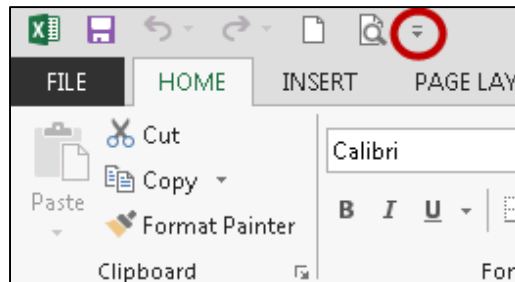 FILE HOME INSERT PAGE LAY
Cut
Calibri
Copy
Paste
B I U
Format Painter
Clipboard
For